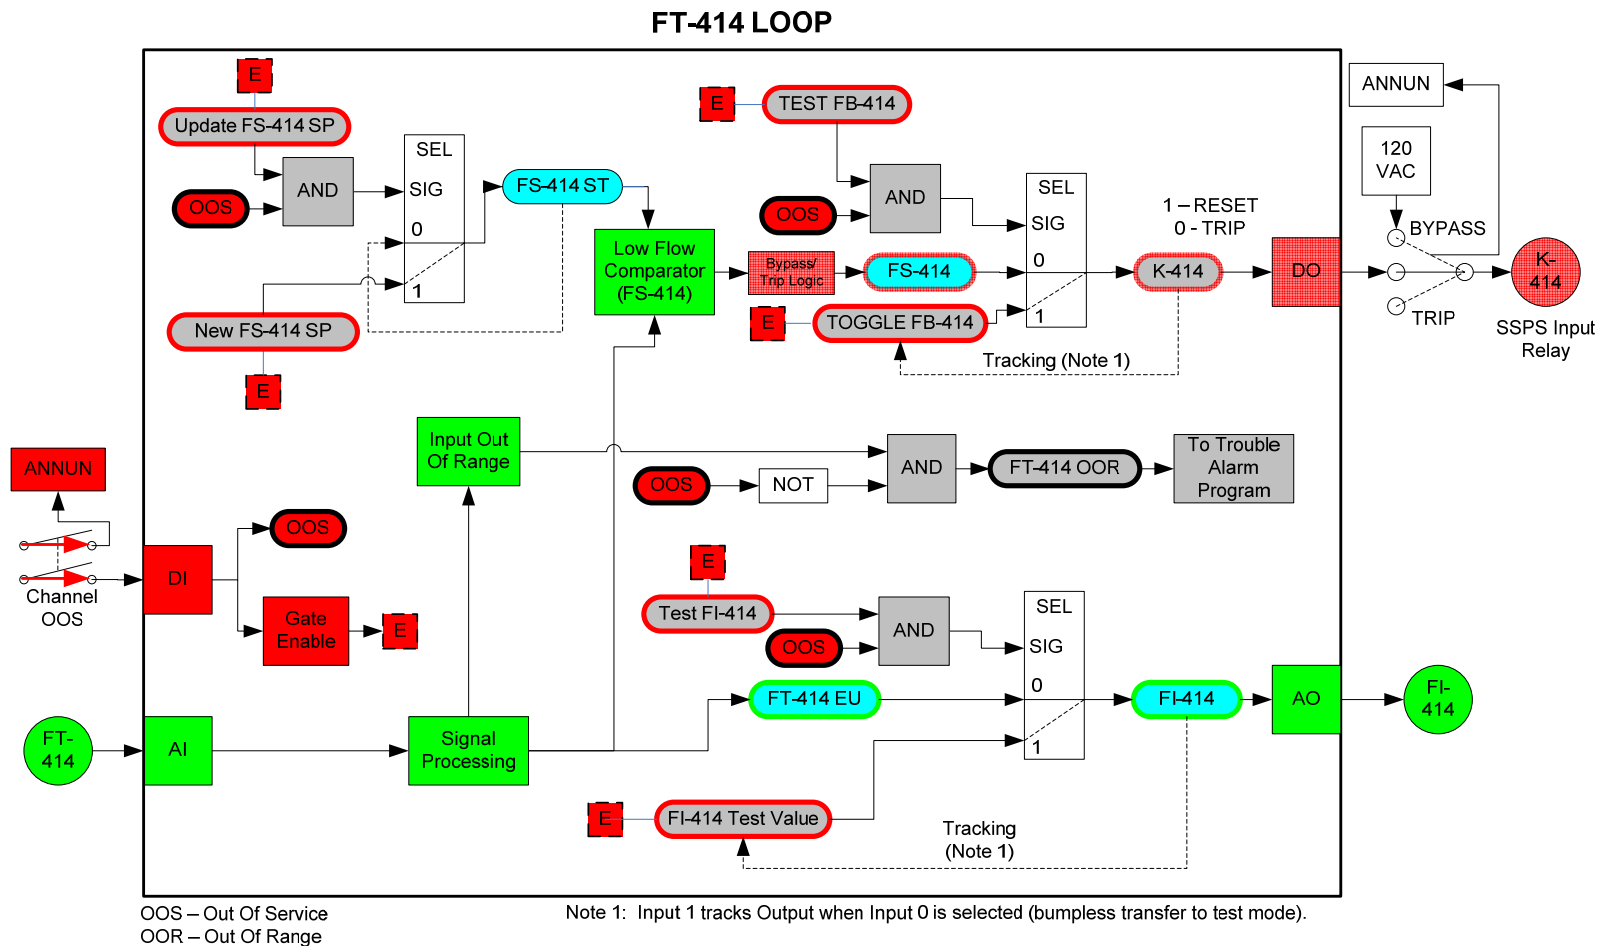 FT-414 LOOP
E
Update FS-414 SP
OOS
AND
SEL
SIG
0
1
FS-414 ST
New FS-414 SP
E
Low Flow
Comparator
(FS-414)
E
TEST FB-414
OOS
AND
Bypass/
Trip Logic
FS-414
E
TOGGLE FB-414
SEL
SIG
0
1
Tracking (Note 1)
1 – RESET
0 - TRIP
K-414
DO
ANNUN
120
VAC
BYPASS
TRIP
K-
414
SSPS Input
Relay
Input Out
Of Range
OOS
NOT
AND
FT-414 OOR
To Trouble
Alarm
Program
ANNUN
Channel
OOS
DI
OOS
Gate
Enable
E
E
Test FI-414
OOS
AND
SEL
SIG
0
1
FT-414 EU
FI-414
AO
FI-
414
FT-
414
AI
Signal
Processing
E
FI-414 Test Value
Tracking
(Note 1)
OOS – Out Of Service
OOR – Out Of Range
Note 1:  Input 1 tracks Output when Input 0 is selected (bumpless transfer to test mode).